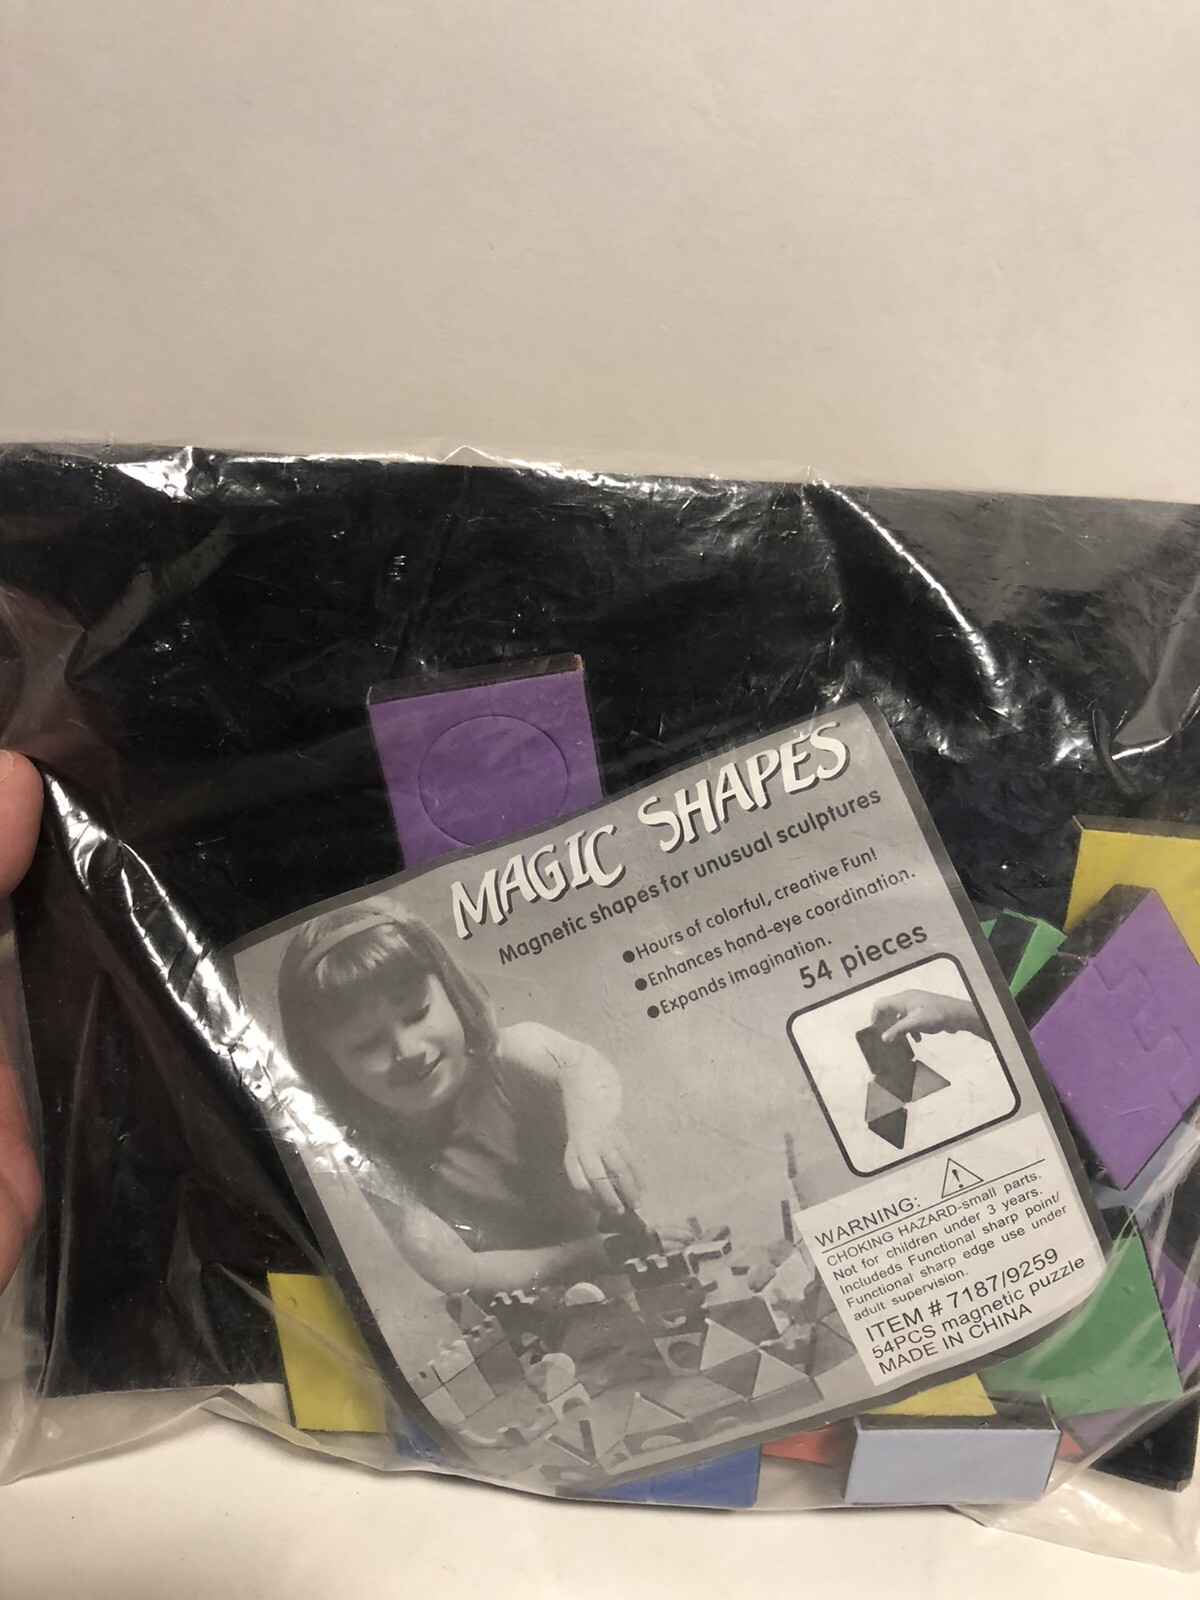 MAGIC SHAPES
Magnetic shapes for unusual sculptures
●Hours of colorful, creative Fun!
●Enhances hand-eye coordination.
●Expands imagination.
54 pieces
WARNING:
CHOKING HAZARD-small parts.
Not for children under 3 years.
Includeds Functional sharp point/
Functional sharp edge use under
adult supervision.
ITEM # 7187/9259
54PCS magnetic puzzle
MADE IN CHINA